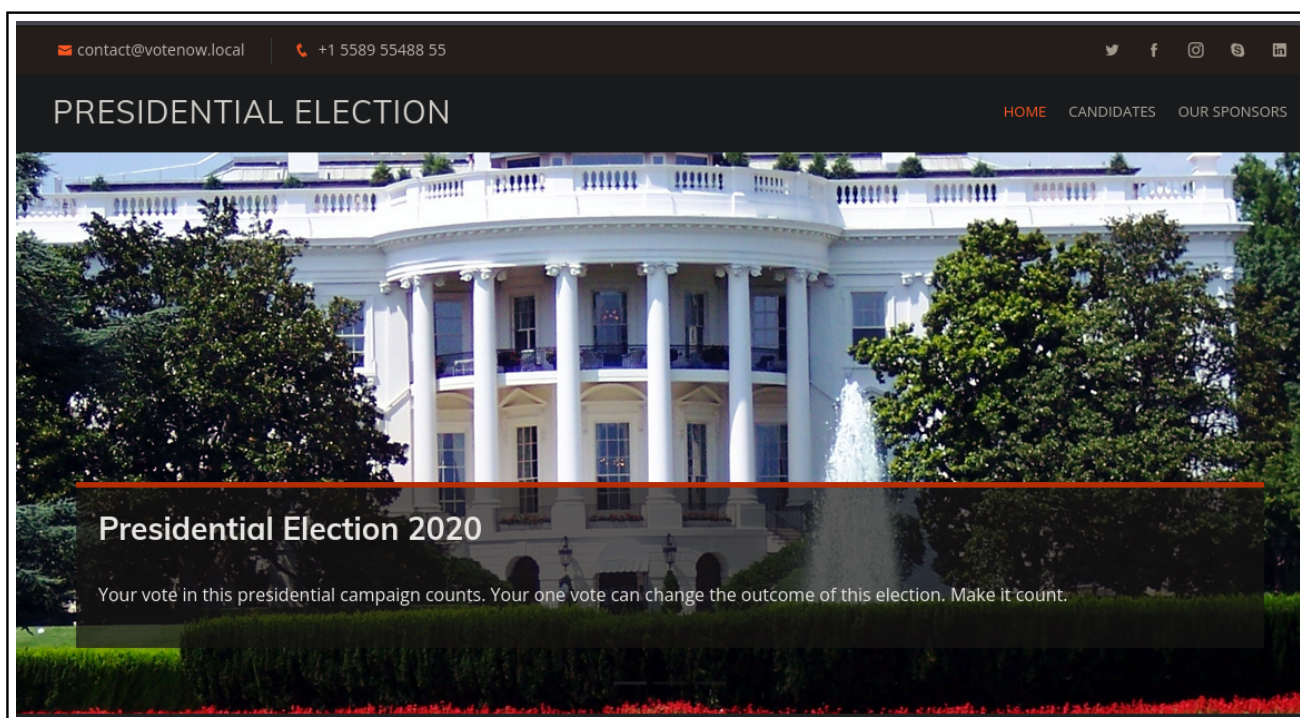 contact@votenow.local +1 5589 55488 55
PRESIDENTIAL ELECTION
HOME CANDIDATES OUR SPONSORS
Presidential Election 2020
Your vote in this presidential campaign counts. Your one vote can change the outcome of this election. Make it count.